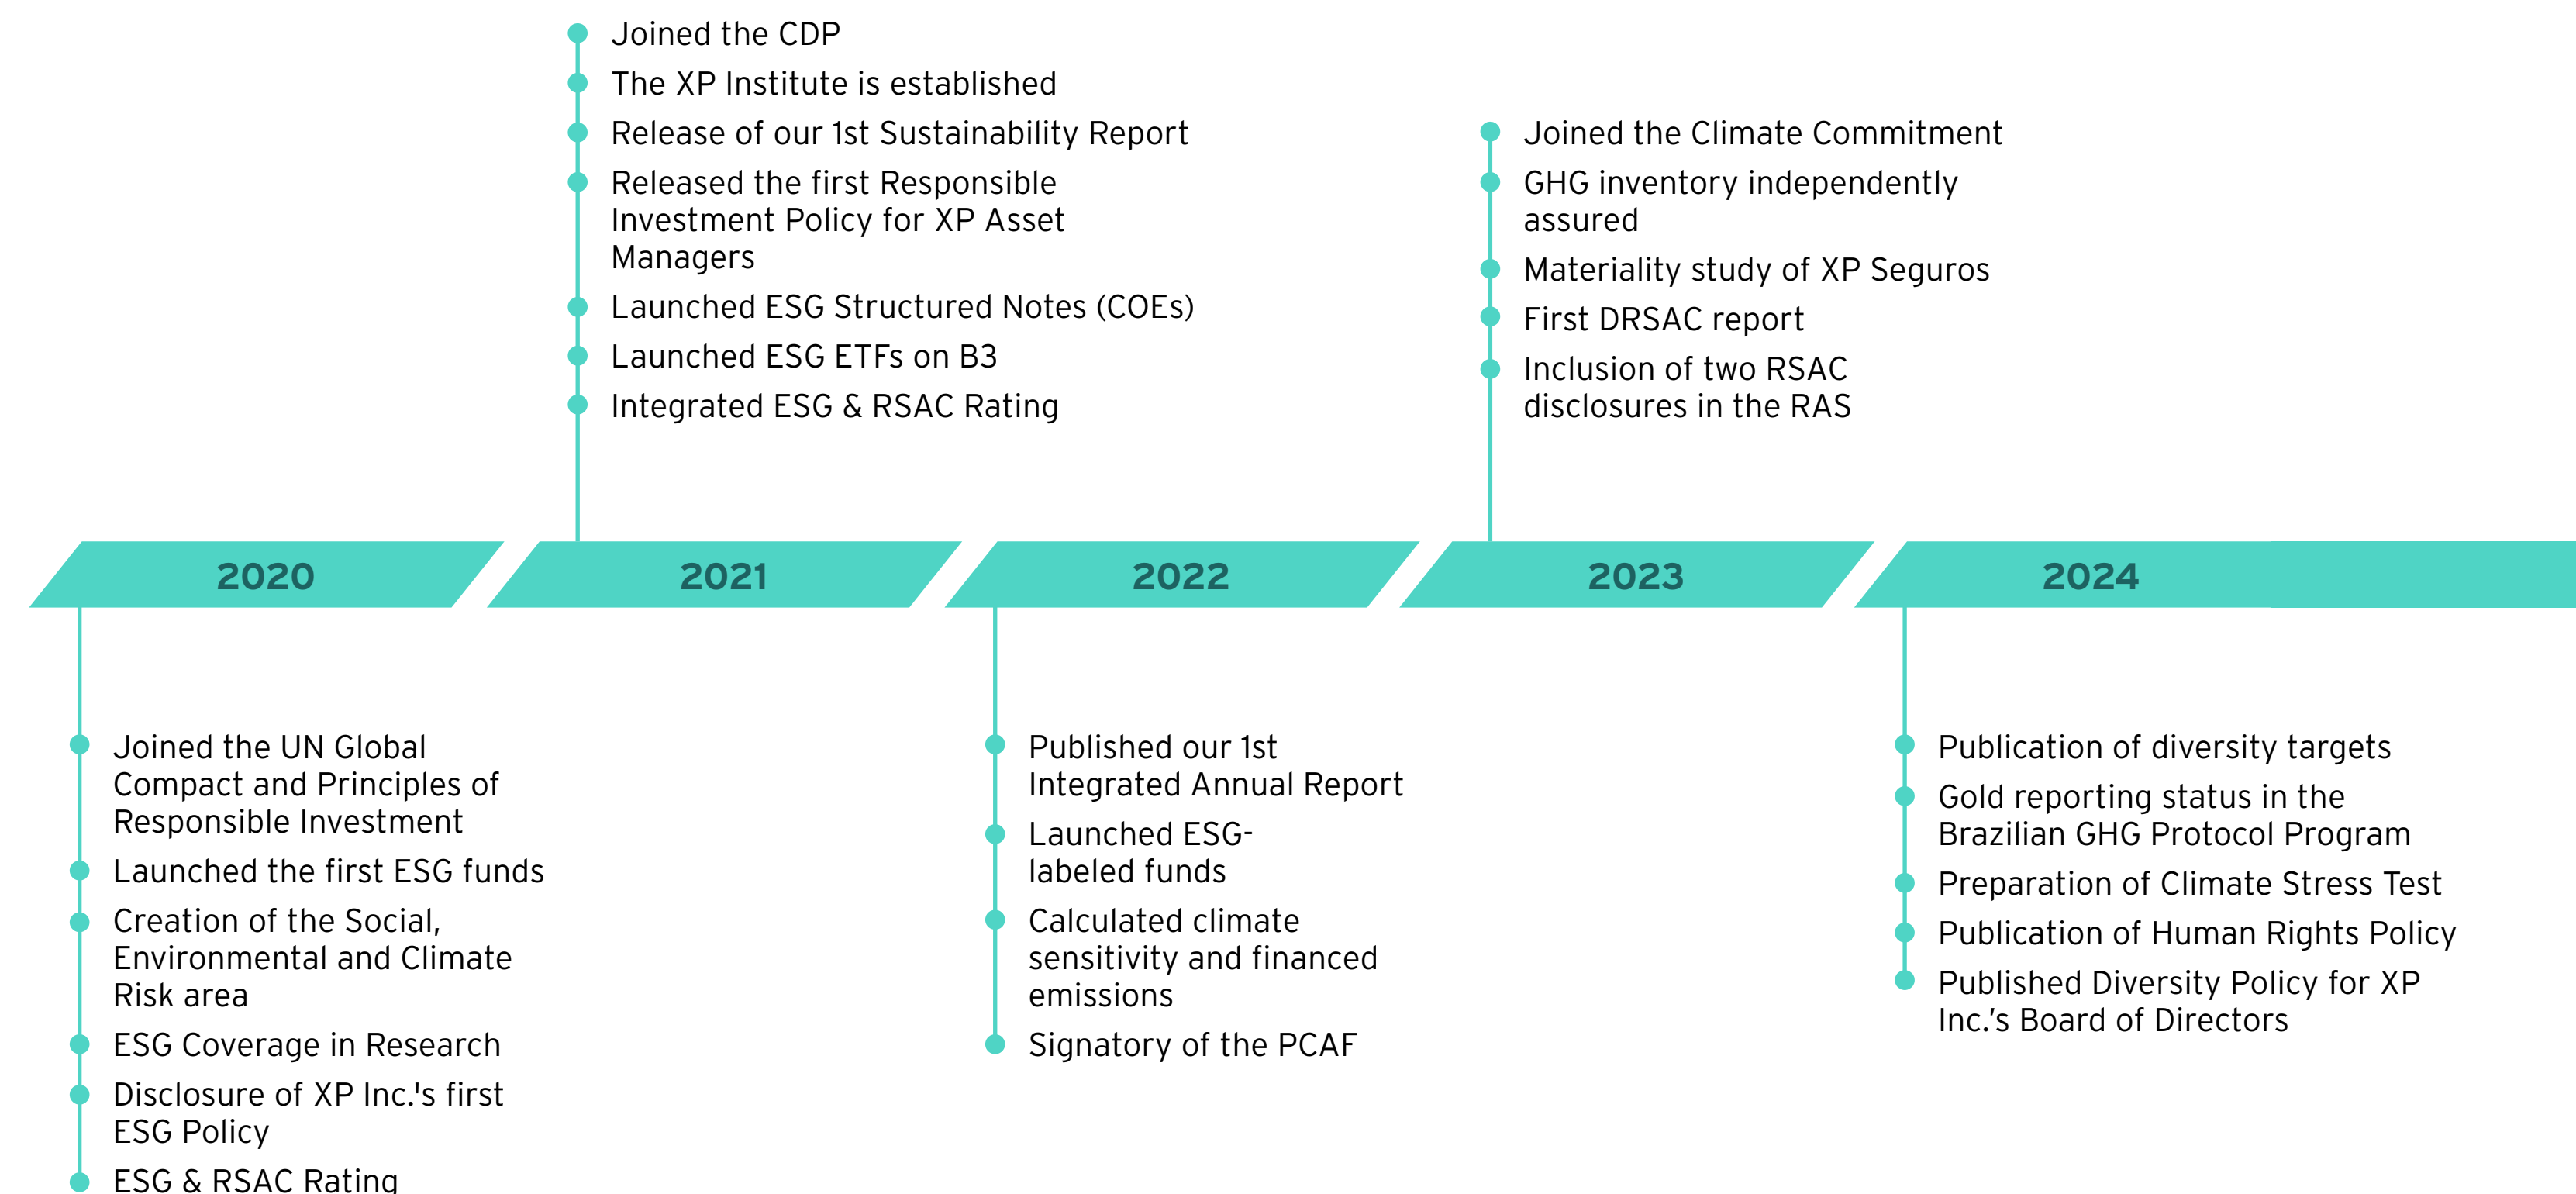 Joined the CDP
The XP Institute is established
Release of our 1st Sustainability Report
Released the first Responsible
Investment Policy for XP Asset
Managers
Launched ESG Structured Notes (COEs)
Launched ESG ETFs on B3
Integrated ESG & RSAC Rating
Joined the Climate Commitment
GHG inventory independently
assured
Materiality study of XP Seguros
First DRSAC report
Inclusion of two RSAC
disclosures in the RAS
2020
2021
2022
2023
2024
Joined the UN Global
Compact and Principles of
Responsible Investment
Launched the first ESG funds
Creation of the Social,
Environmental and Climate
Risk area
ESG Coverage in Research
Disclosure of XP Inc.'s first
ESG Policy
ESG & RSAC Rating
Published our 1st
Integrated Annual Report
Launched ESG-
labeled funds
Calculated climate
sensitivity and financed
emissions
Signatory of the PCAF
Publication of diversity targets
Gold reporting status in the
Brazilian GHG Protocol Program
Preparation of Climate Stress Test
Publication of Human Rights Policy
Published Diversity Policy for XP
Inc.’s Board of Directors